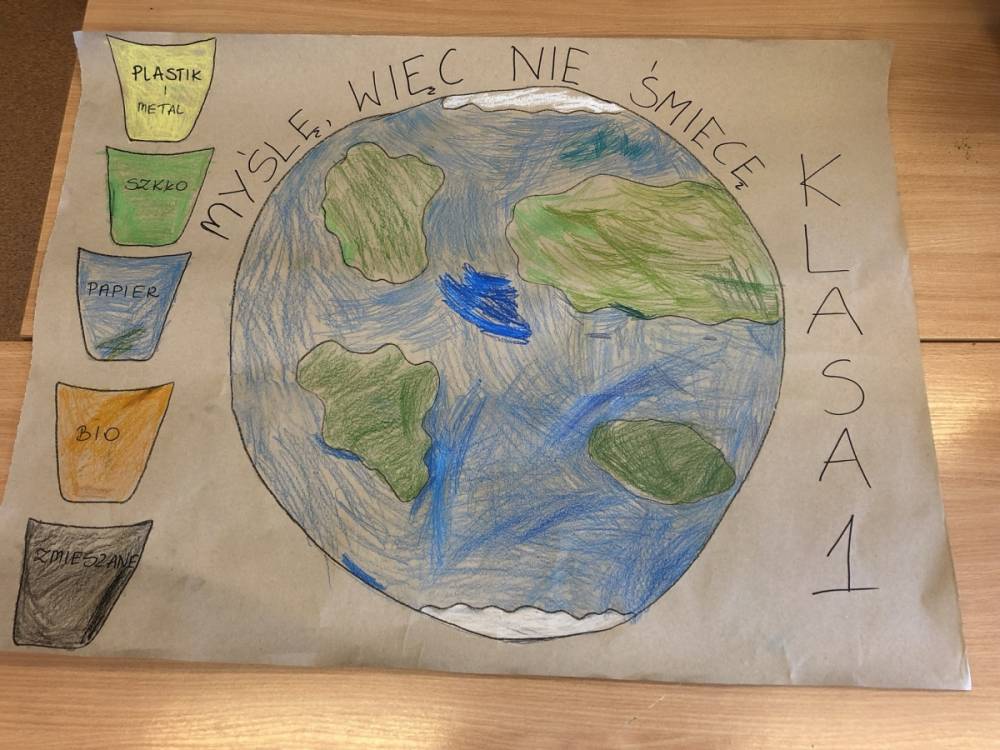 PLASTIK
I
METAL
SZKŁO
PAPIER
BIO
ZMIESZANE
MYŚLĘ, WIĘC NIE ŚMIECĘ
KLASA 1